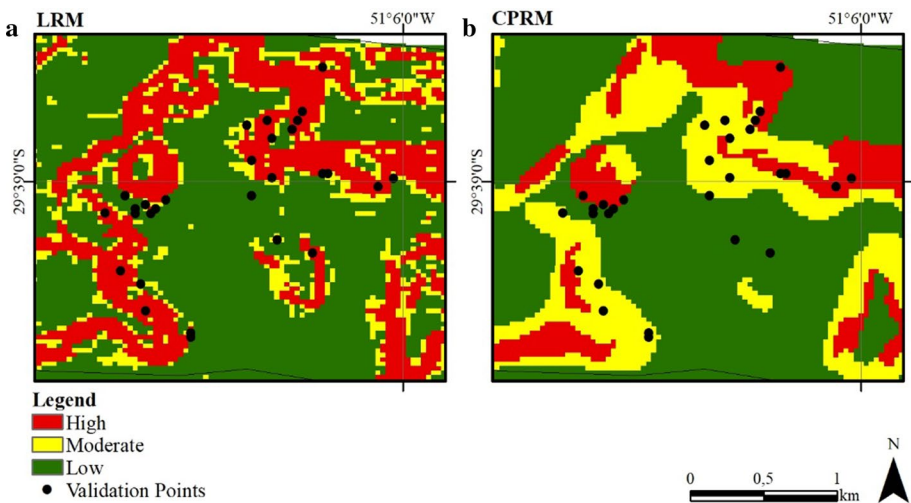 a LRM 51°6'0"W
b CPRM 51°6'0"W
29°39'0"S
29°39'0"S
Legend
High
Moderate
Low
Validation Points
N
0 0,5 1
km